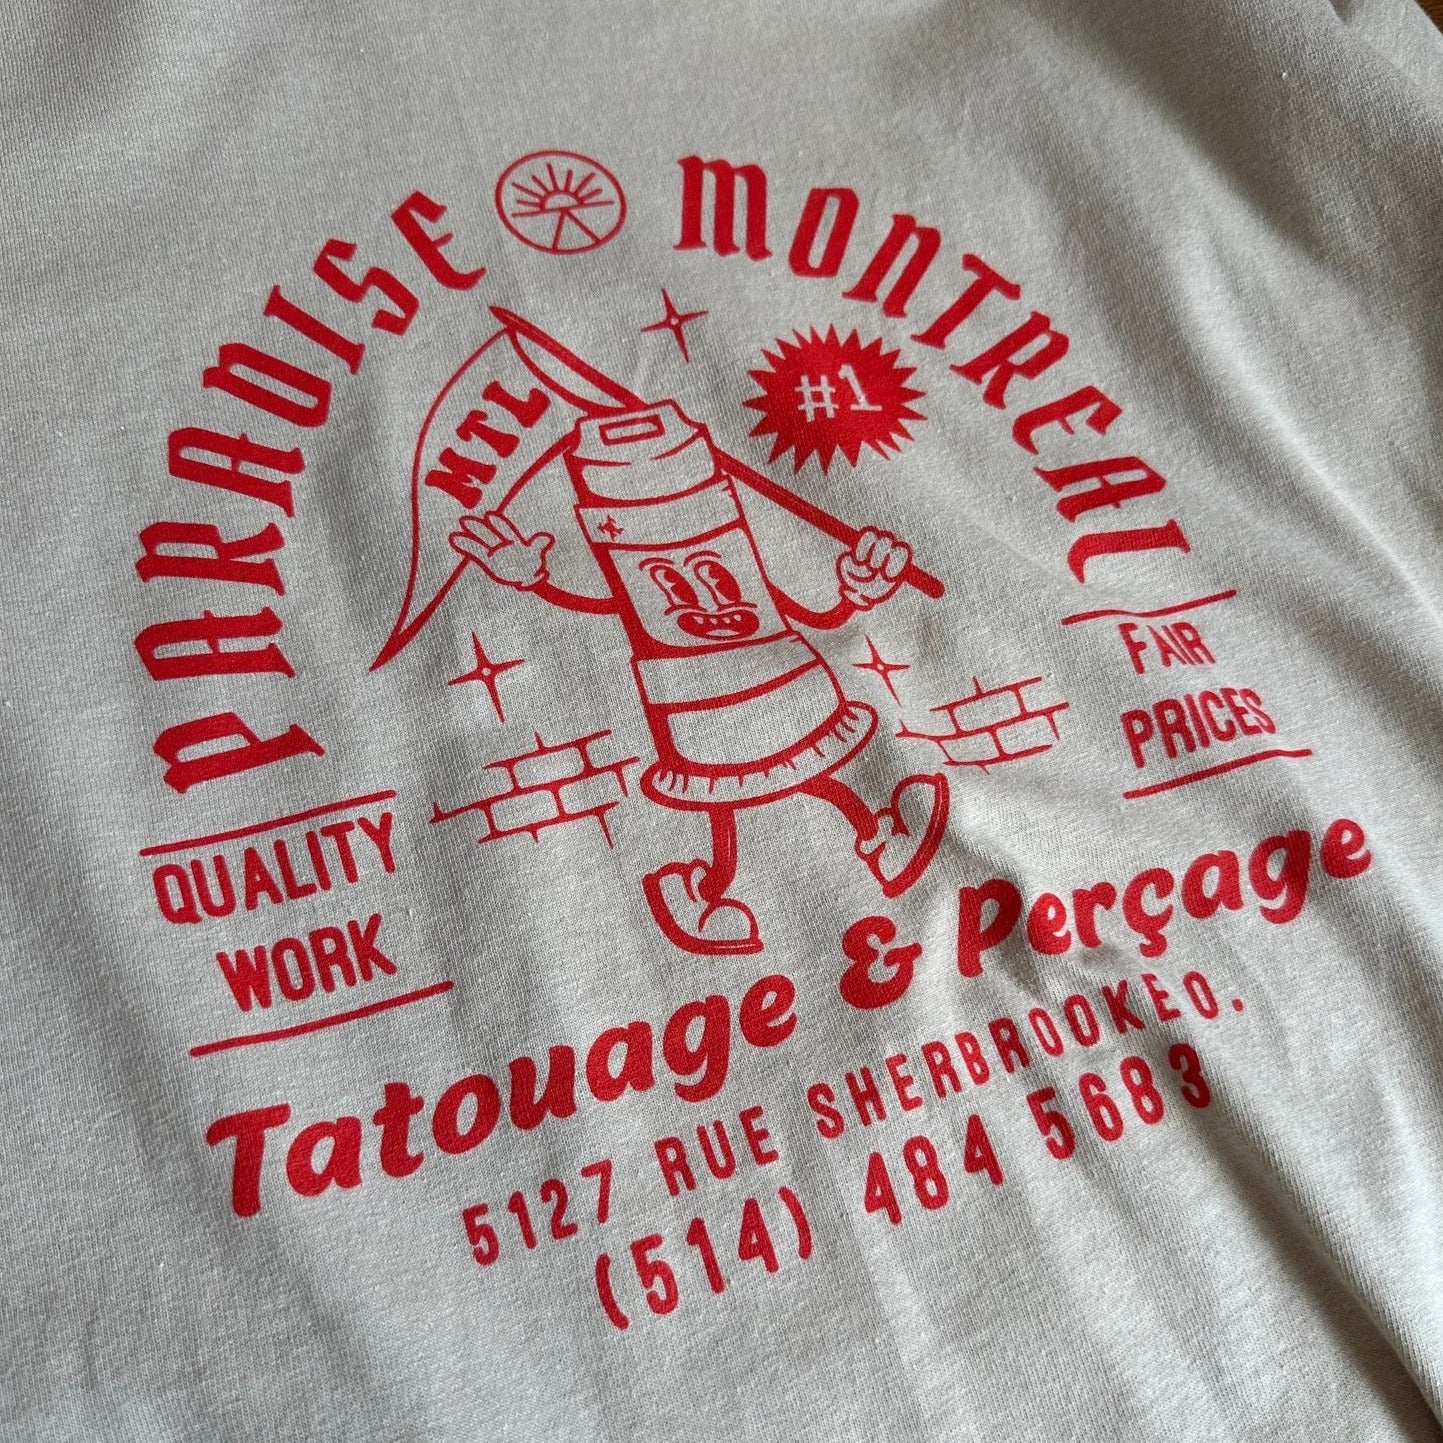 PARADISE MONTREAL
MTL
#1
FAIR
PRICES
QUALITY
WORK
Tatouage & Perçage
5127 RUE SHERBROOKE O.
(514) 484 5683